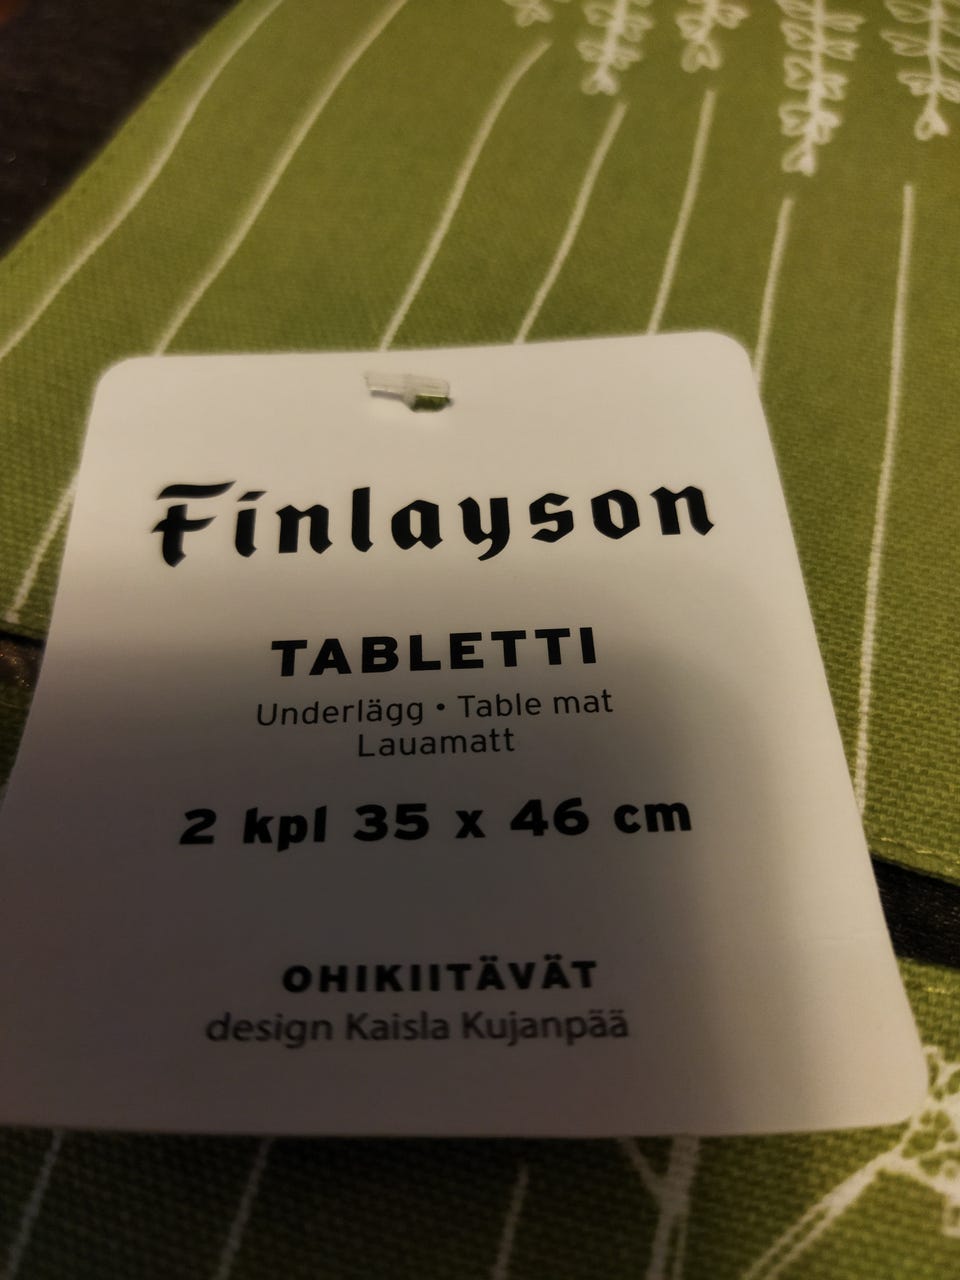 Finlayson
TABLETTI
Underlägg • Table mat
Lauamatt
2 kpl 35 x 46 cm
OHIKIITÄVÄT
design Kaisla Kujanpää